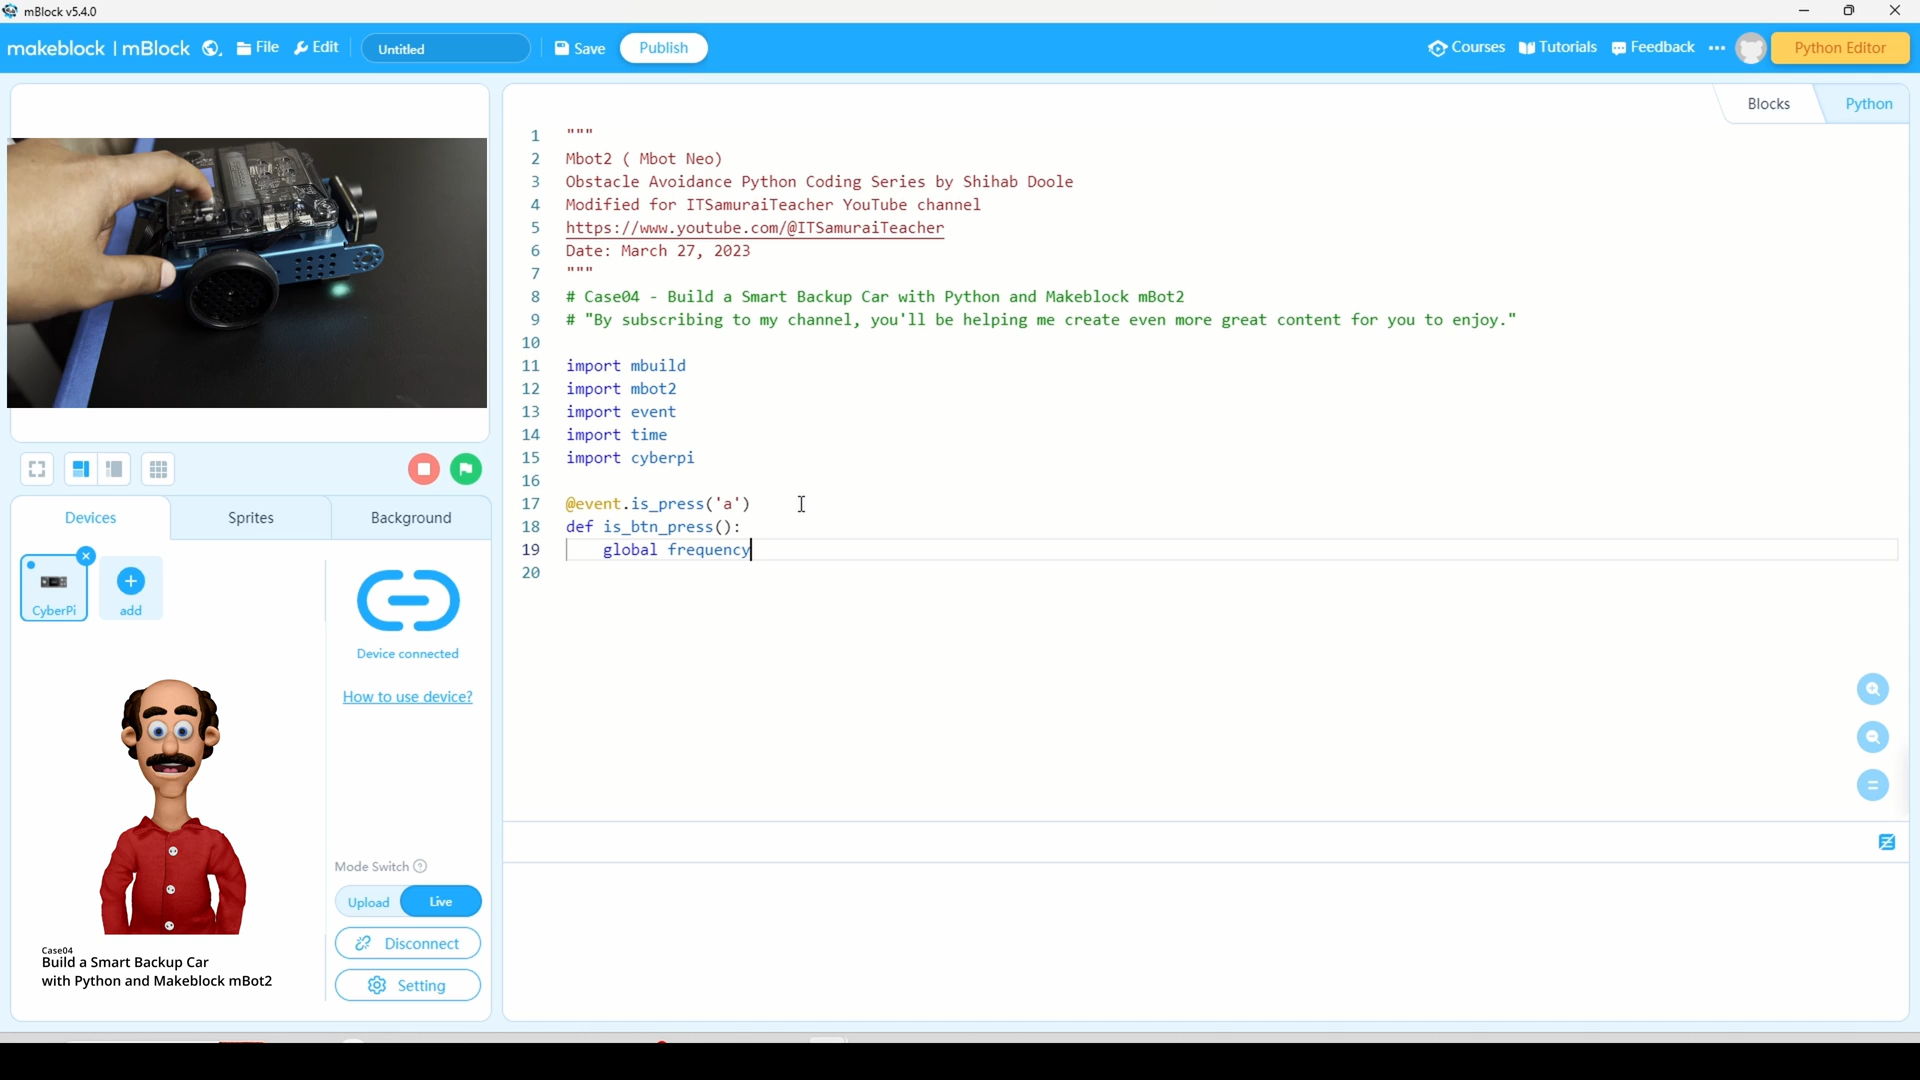 mBlock v5.4.0
makeblock | mBlock
File
Edit
Untitled
Save
Publish
Courses
Tutorials
Feedback
Python Editor
Blocks
Python
1 """
2 Mbot2 ( Mbot Neo)
3 Obstacle Avoidance Python Coding Series by Shihab Doole
4 Modified for ITSamuraiTeacher YouTube channel
5 https://www.youtube.com/@ITSamuraiTeacher
6 Date: March 27, 2023
7 """
8 # Case04 - Build a Smart Backup Car with Python and Makeblock mBot2
9 # "By subscribing to my channel, you'll be helping me create even more great content for you to enjoy."
10
11 import mbuild
12 import mbot2
13 import event
14 import time
15 import cyberpi
16
17 @event.is_press('a')
18 def is_btn_press():
19 global frequency
20
Devices
Sprites
Background
CyberPi
add
Device connected
How to use device?
Mode Switch ?
Upload
Live
Disconnect
Setting
Case04
Build a Smart Backup Car
with Python and Makeblock mBot2